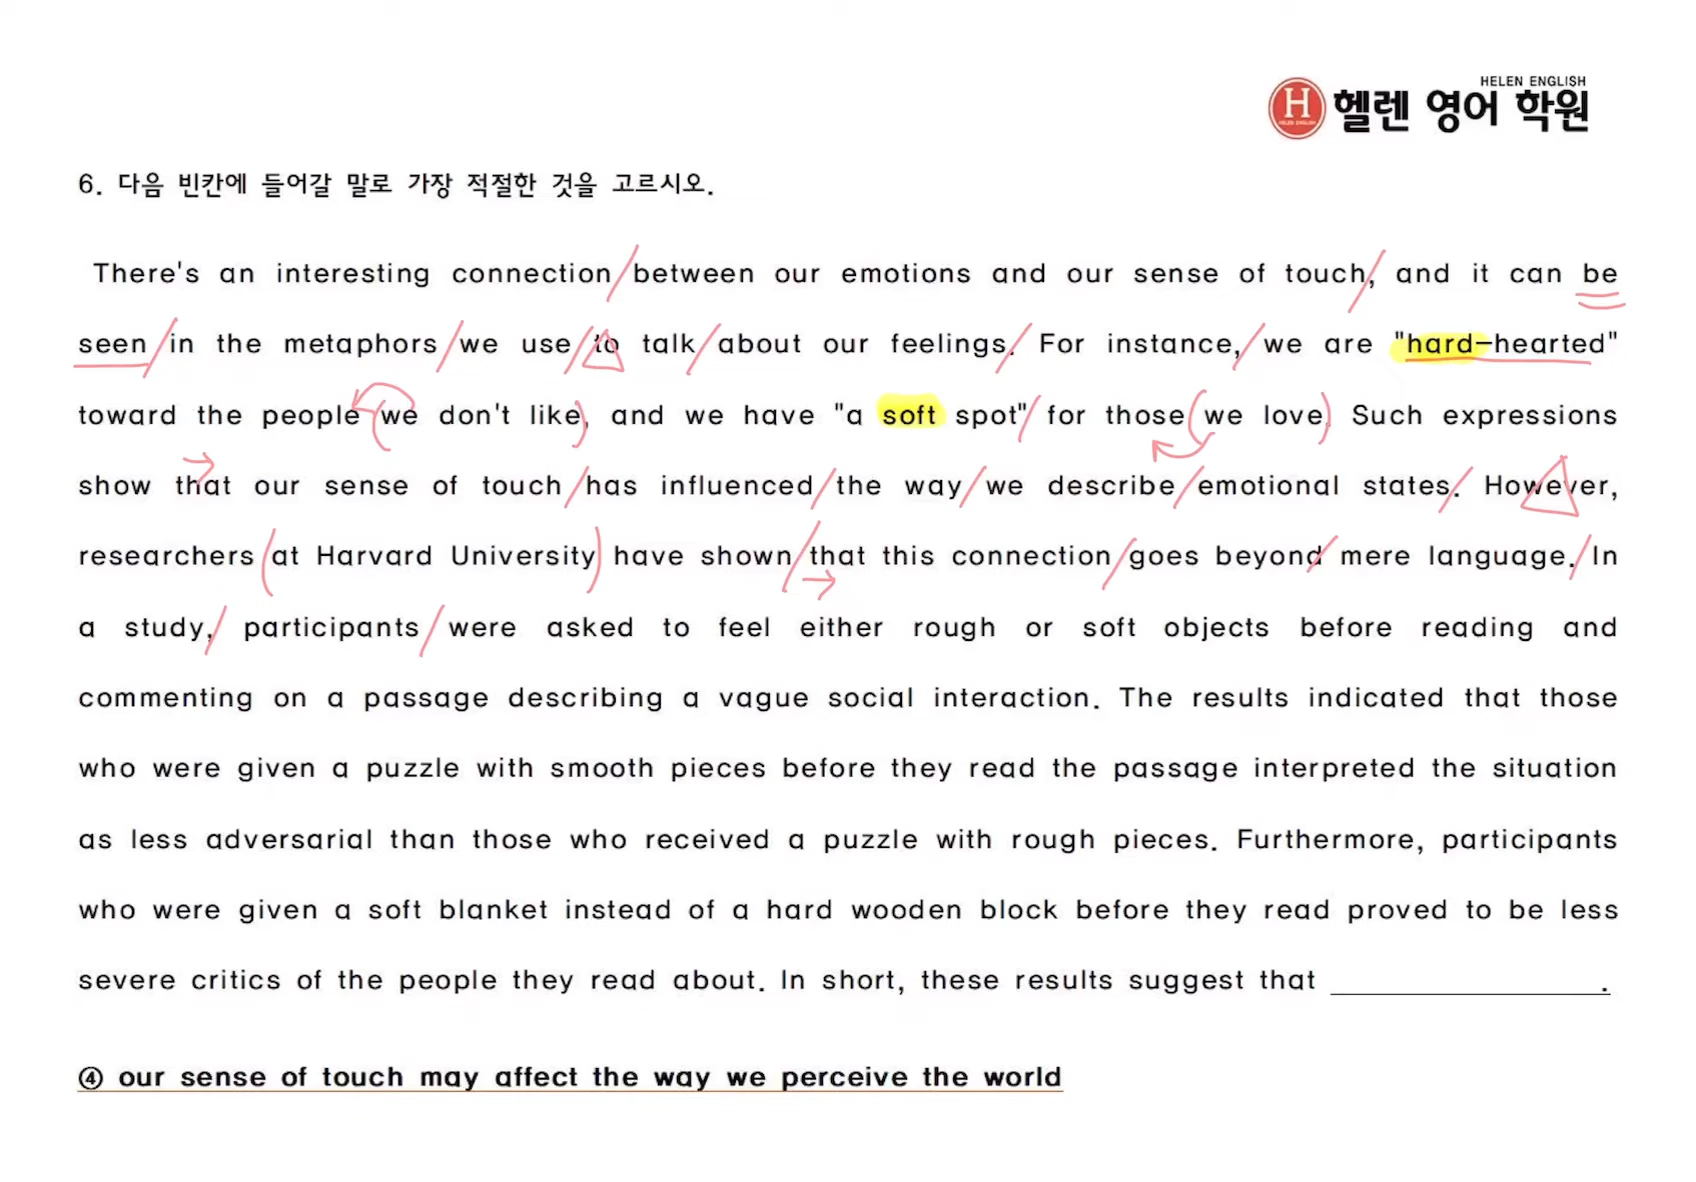 HELEN ENGLISH
H 헬렌 영어 학원
HELEN ENGLISH
6. 다음 빈칸에 들어갈 말로 가장 적절한 것을 고르시오.
There's an interesting connection between our emotions and our sense of touch, and it can be
seen in the metaphors we use to talk about our feelings. For instance, we are "hard-hearted"
toward the people we don't like, and we have "a soft spot" for those we love. Such expressions
show that our sense of touch has influenced the way we describe emotional states. However,
researchers at Harvard University have shown that this connection goes beyond mere language. In
a study, participants were asked to feel either rough or soft objects before reading and
commenting on a passage describing a vague social interaction. The results indicated that those
who were given a puzzle with smooth pieces before they read the passage interpreted the situation
as less adversarial than those who received a puzzle with rough pieces. Furthermore, participants
who were given a soft blanket instead of a hard wooden block before they read proved to be less
severe critics of the people they read about. In short, these results suggest that ____________.
④ our sense of touch may affect the way we perceive the world